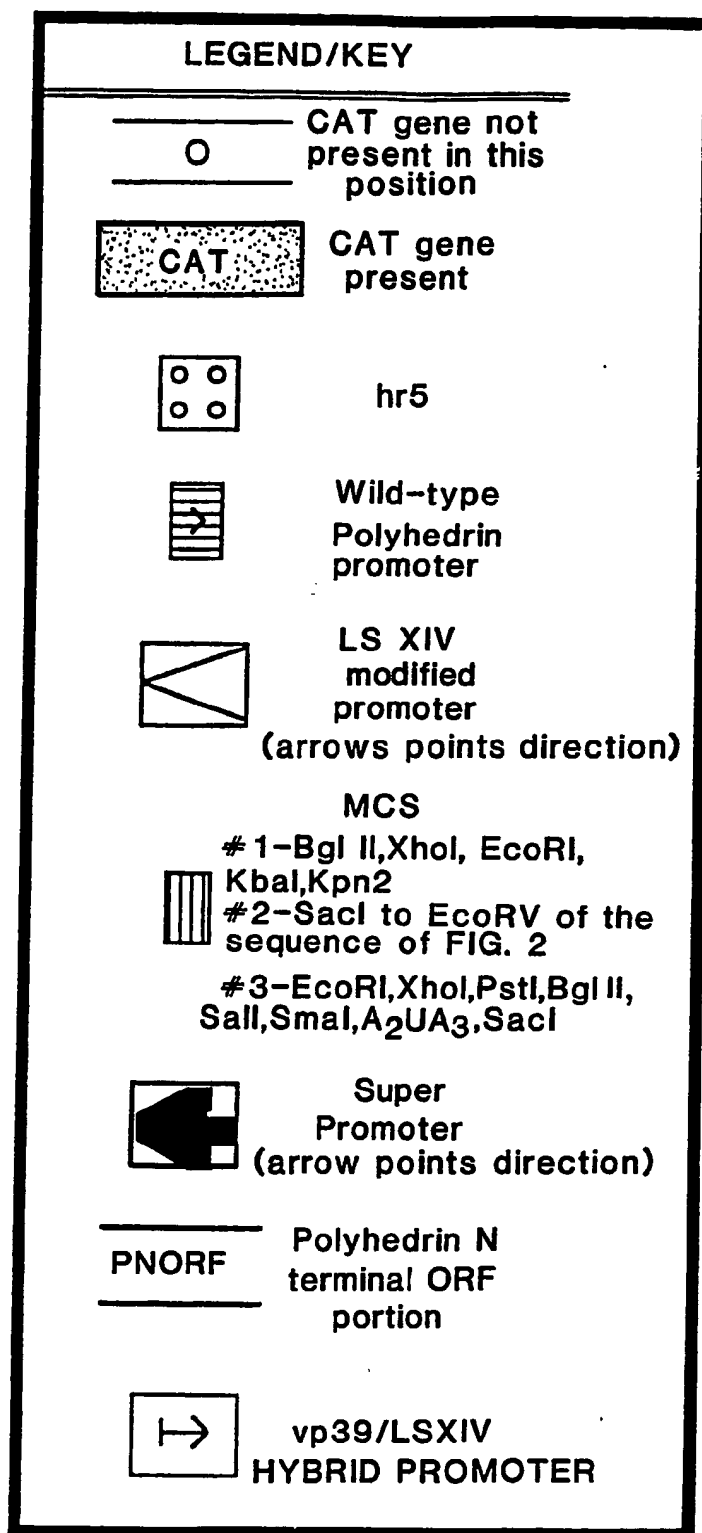 LEGEND/KEY
CAT gene not
O present in this
position
CAT
CAT gene
present
hr5
Wild-type
Polyhedrin
promoter
LS XIV
modified
promoter
(arrows points direction)
MCS
#1-Bgl II,XhoI, EcoRI,
KbaI,Kpn2
#2-SacI to EcoRV of the
sequence of FIG. 2
#3-EcoRI,XhoI,PstI,Bgl II,
SalI,SmaI,A₂UA₃,SacI
Super
Promoter
(arrow points direction)
PNORF
Polyhedrin N
terminal ORF
portion
vp39/LSXIV
HYBRID PROMOTER